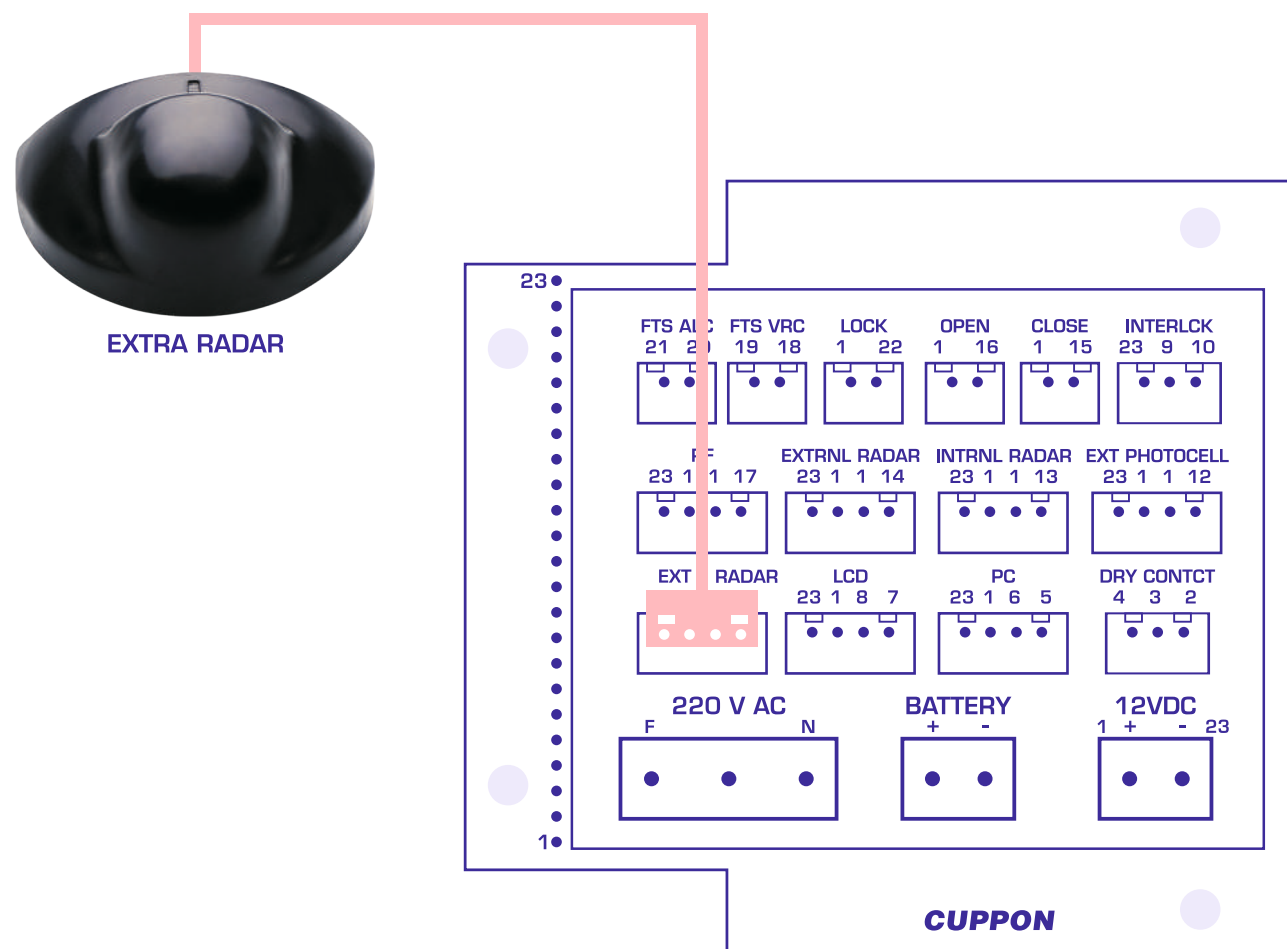 EXTRA RADAR
23
FTS FTS VRC LOCK OPEN CLOSE INTERLCK
21 20 19 18 1 22 1 16 1 15 23 9 10
RF EXTRNL RADAR INTRNL RADAR EXT PHOTOCELL
23 1 1 17 23 1 1 14 23 1 1 13 23 1 1 12
EXT RADAR LCD PC DRY CONTCT
23 1 8 7 23 1 6 5 4 3 2
220 V AC BATTERY 12VDC
F N + - 1 + - 23
1
CUPPON